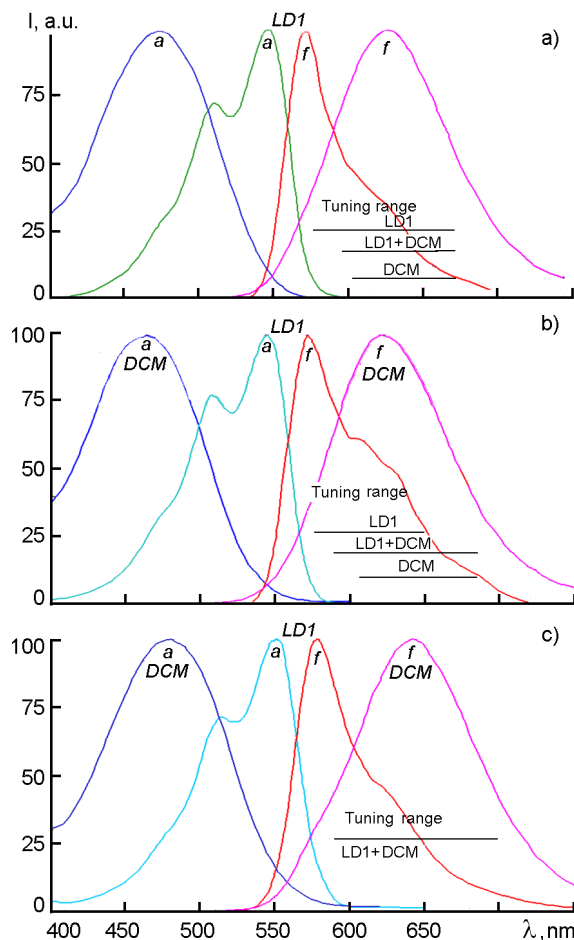 I, a.u.
LD1
a)
a
a
f
f
75
50
25
0
Tuning range
LD1
LD1+DCM
DCM
100
LD1
b)
a
DCM
a
f
f
DCM
75
50
25
0
Tuning range
LD1
LD1+DCM
DCM
100
LD1
c)
a
DCM
a
f
f
DCM
75
50
25
0
Tuning range
LD1+DCM
400 450 500 550 600 650 λ, nm